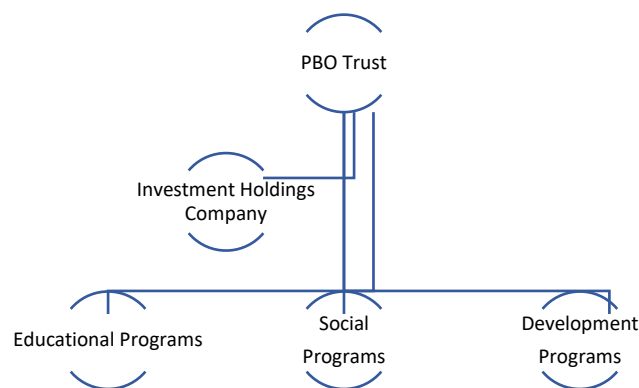 PBO Trust
Investment Holdings
Company
Educational Programs
Social
Programs
Development
Programs